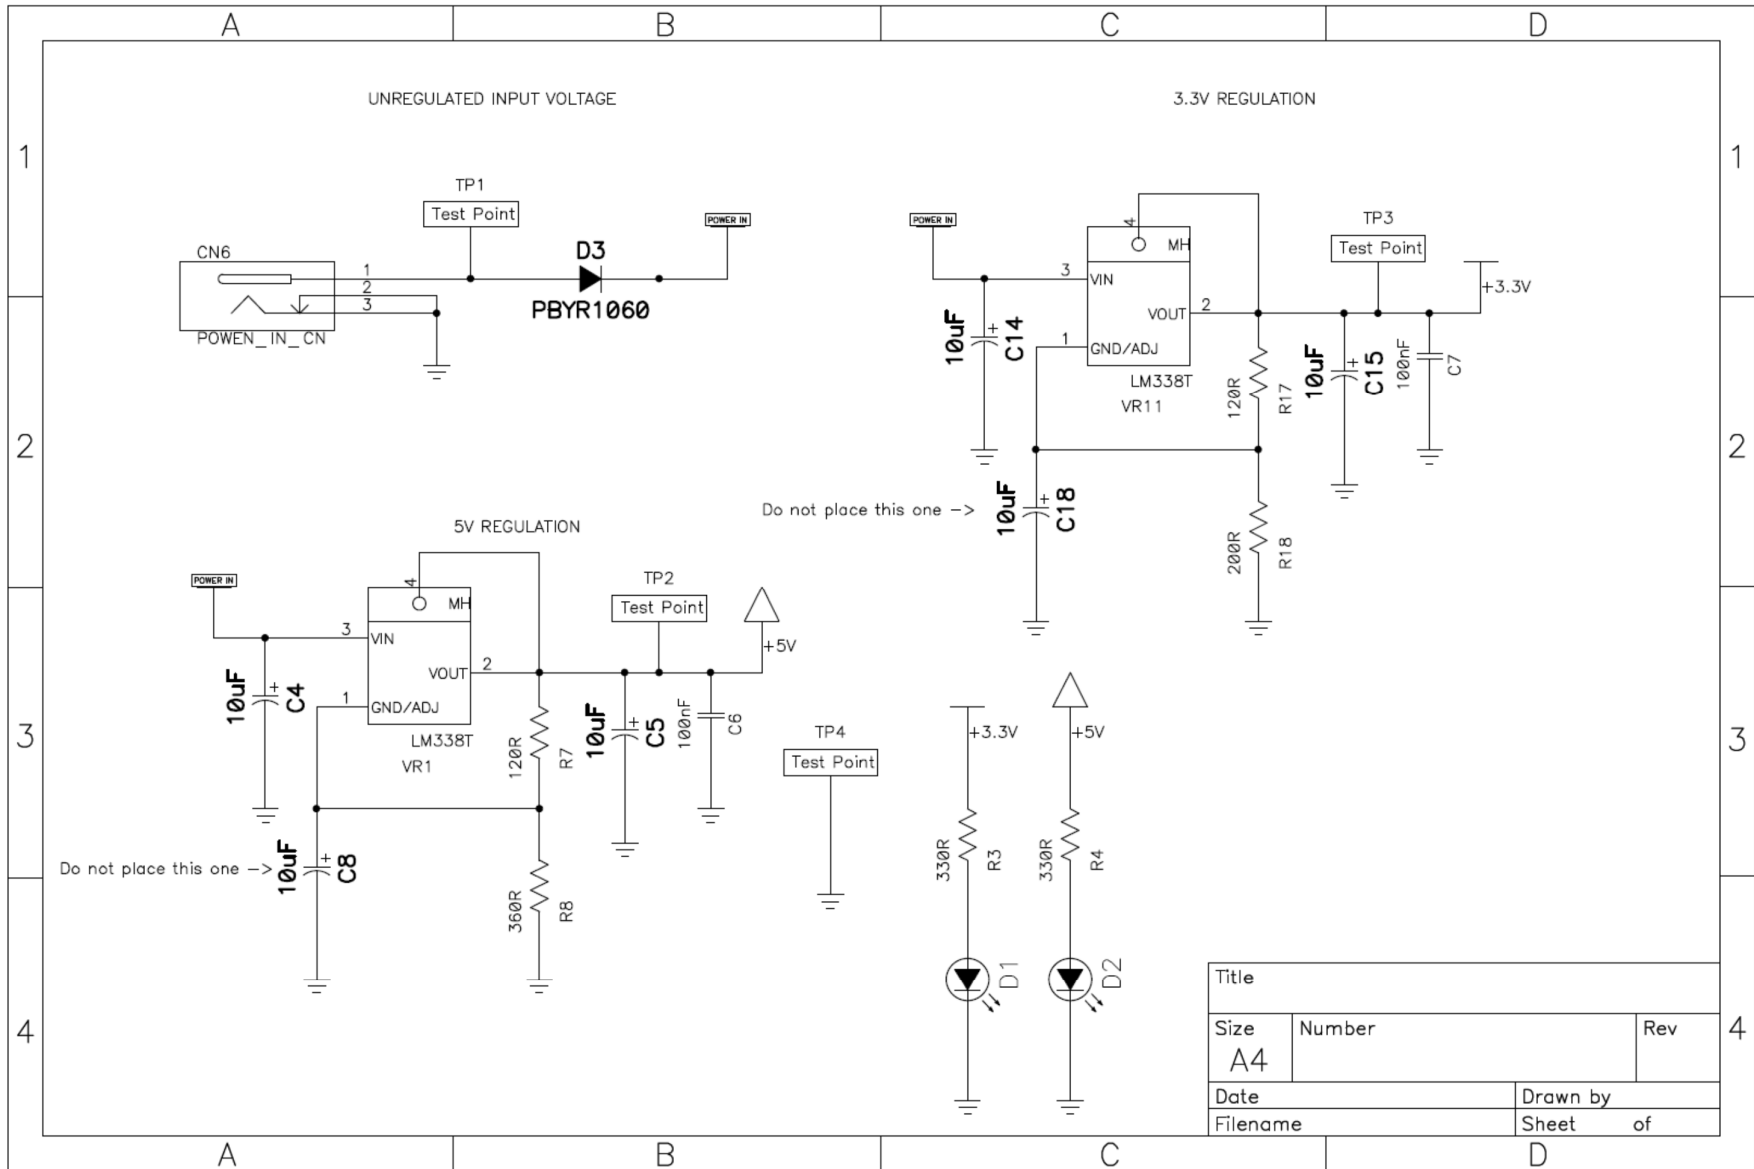 A B C D
UNREGULATED INPUT VOLTAGE
3.3V REGULATION
1 1
TP1
Test Point
POWER IN
D3
PBYR1060
CN6
1
2
3
POWEN_IN_CN
POWER IN
4
MH
3 VIN
VOUT 2
1 GND/ADJ
LM338T
VR11
10uF C14 +
120R R17
TP3
Test Point
+3.3V
10uF C15 +
100nF C7
2 2
Do not place this one ->
10uF C18 +
200R R18
5V REGULATION
POWER IN
4
MH
3 VIN
VOUT 2
1 GND/ADJ
LM338T
VR1
10uF C4 +
120R R7
TP2
Test Point
+5V
10uF C5 +
100nF C6
3 3
TP4
Test Point
Do not place this one ->
10uF C8 +
360R R8
+3.3V
+5V
330R R3
330R R4
D1
D2
4 4
Title
Size Number Rev
A4
Date Drawn by
Filename Sheet of
A B C D